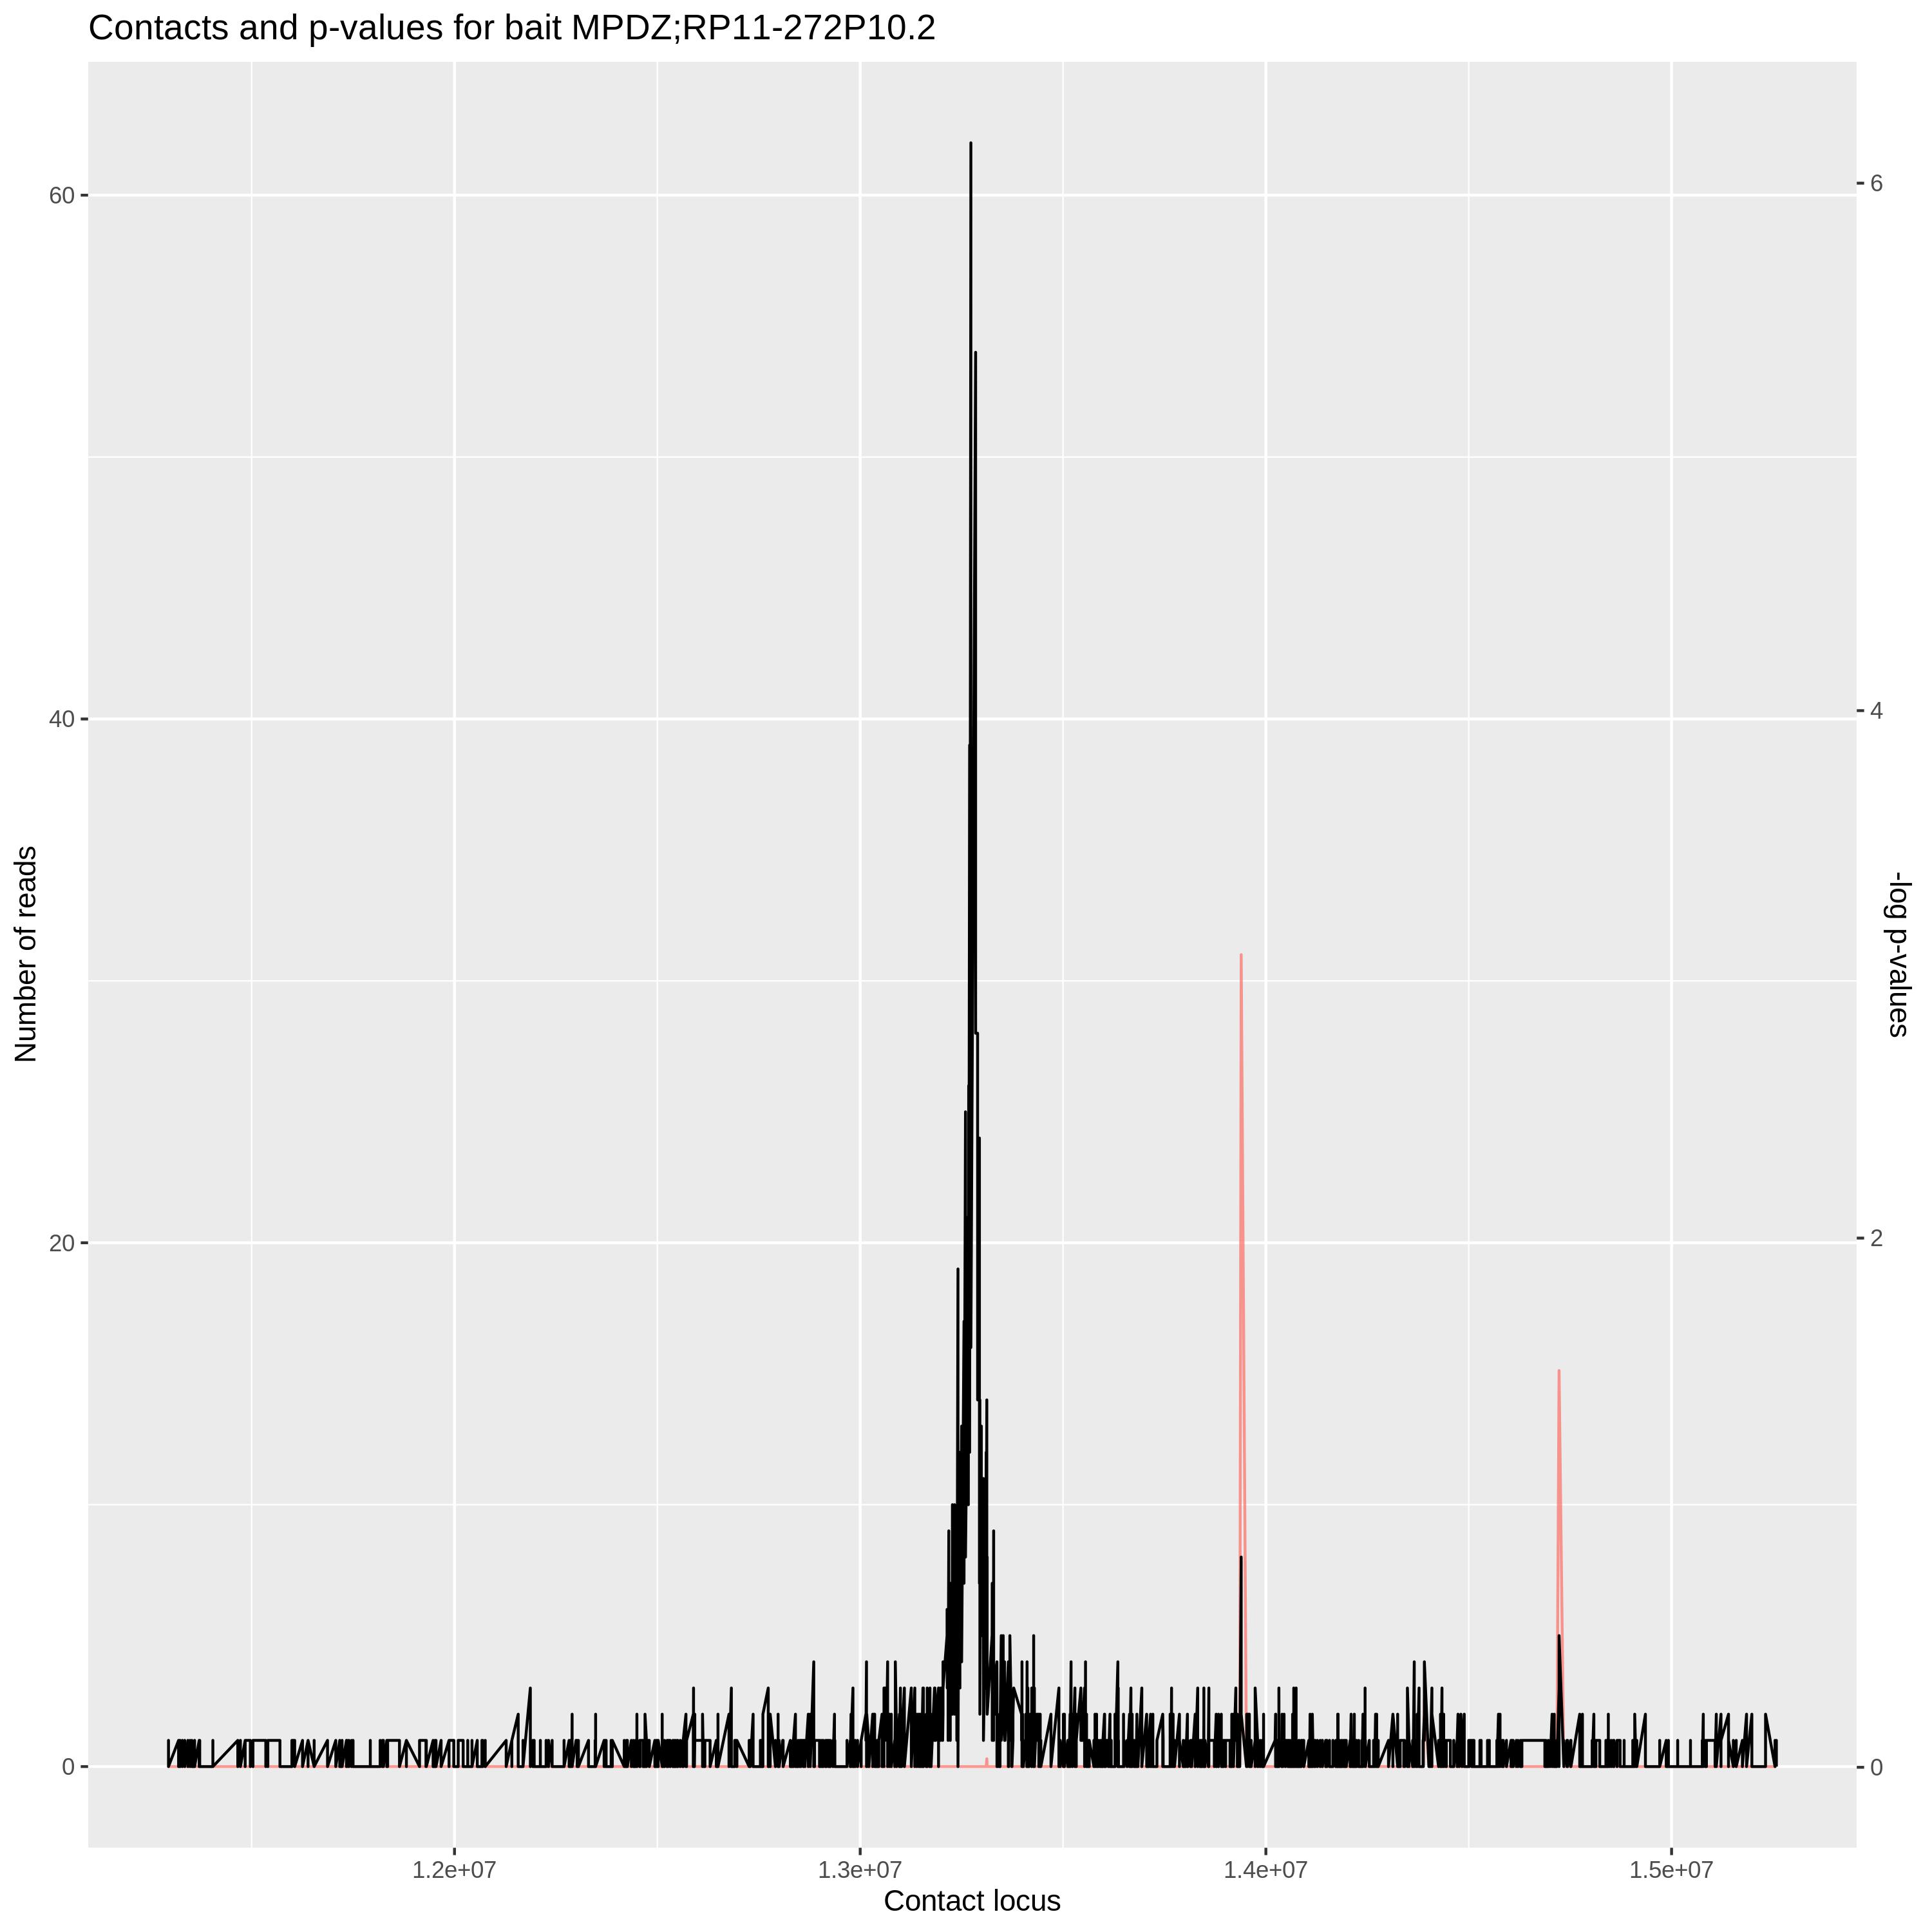 Contacts and p-values for bait MPDZ;RP11-272P10.2
60
40
20
0
6
4
2
0
Number of reads
-log p-values
1.2e+07
1.3e+07
1.4e+07
1.5e+07
Contact locus